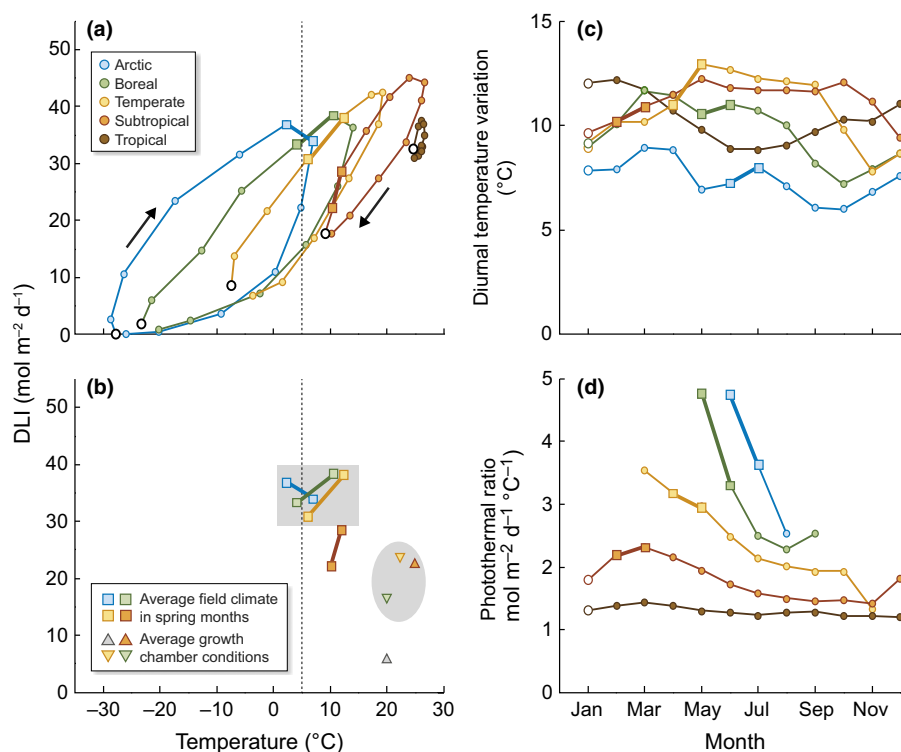 (a)
50
40
30
20
10
0
Arctic
Boreal
Temperate
Subtropical
Tropical
(b)
50
40
30
20
10
0
DLI (mol m⁻² d⁻¹)
Average field climate
in spring months
Average growth
chamber conditions
–30 –20 –10 0 10 20 30
Temperature (°C)
(c)
15
10
5
0
Diurnal temperature variation
(°C)
(d)
5
4
3
2
1
0
Photothermal ratio
mol m⁻² d⁻¹ °C⁻¹)
Jan Mar May Jul Sep Nov
Month